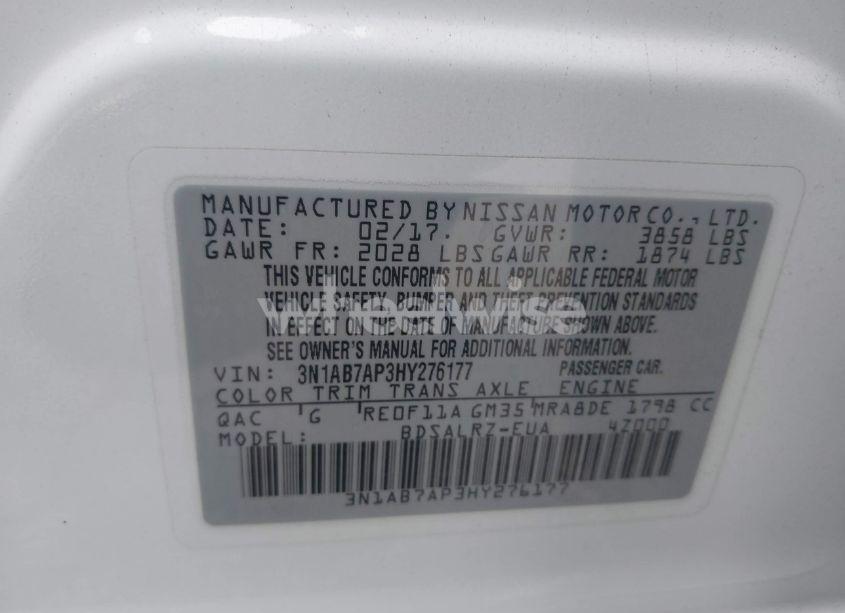 MANUFACTURED BY NISSAN MOTOR CO., LTD.
DATE: 02/17. GVWR: 3858 LBS
GAWR FR: 2028 LBS GAWR RR: 1874 LBS
THIS VEHICLE CONFORMS TO ALL APPLICABLE FEDERAL MOTOR
VEHICLE SAFETY, BUMPER AND THEFT PREVENTION STANDARDS
IN EFFECT ON THE DATE OF MANUFACTURE SHOWN ABOVE.
SEE OWNER'S MANUAL FOR ADDITIONAL INFORMATION.
VIN: 3N1AB7AP3HY276177 PASSENGER CAR.
COLOR TRIM TRANS AXLE ENGINE
QAC G RE0F11A GM35 MRA8DE 1798 CC
MODEL: BDSALRZ-EUA 4Z000
3N1AB7AP3HY276177